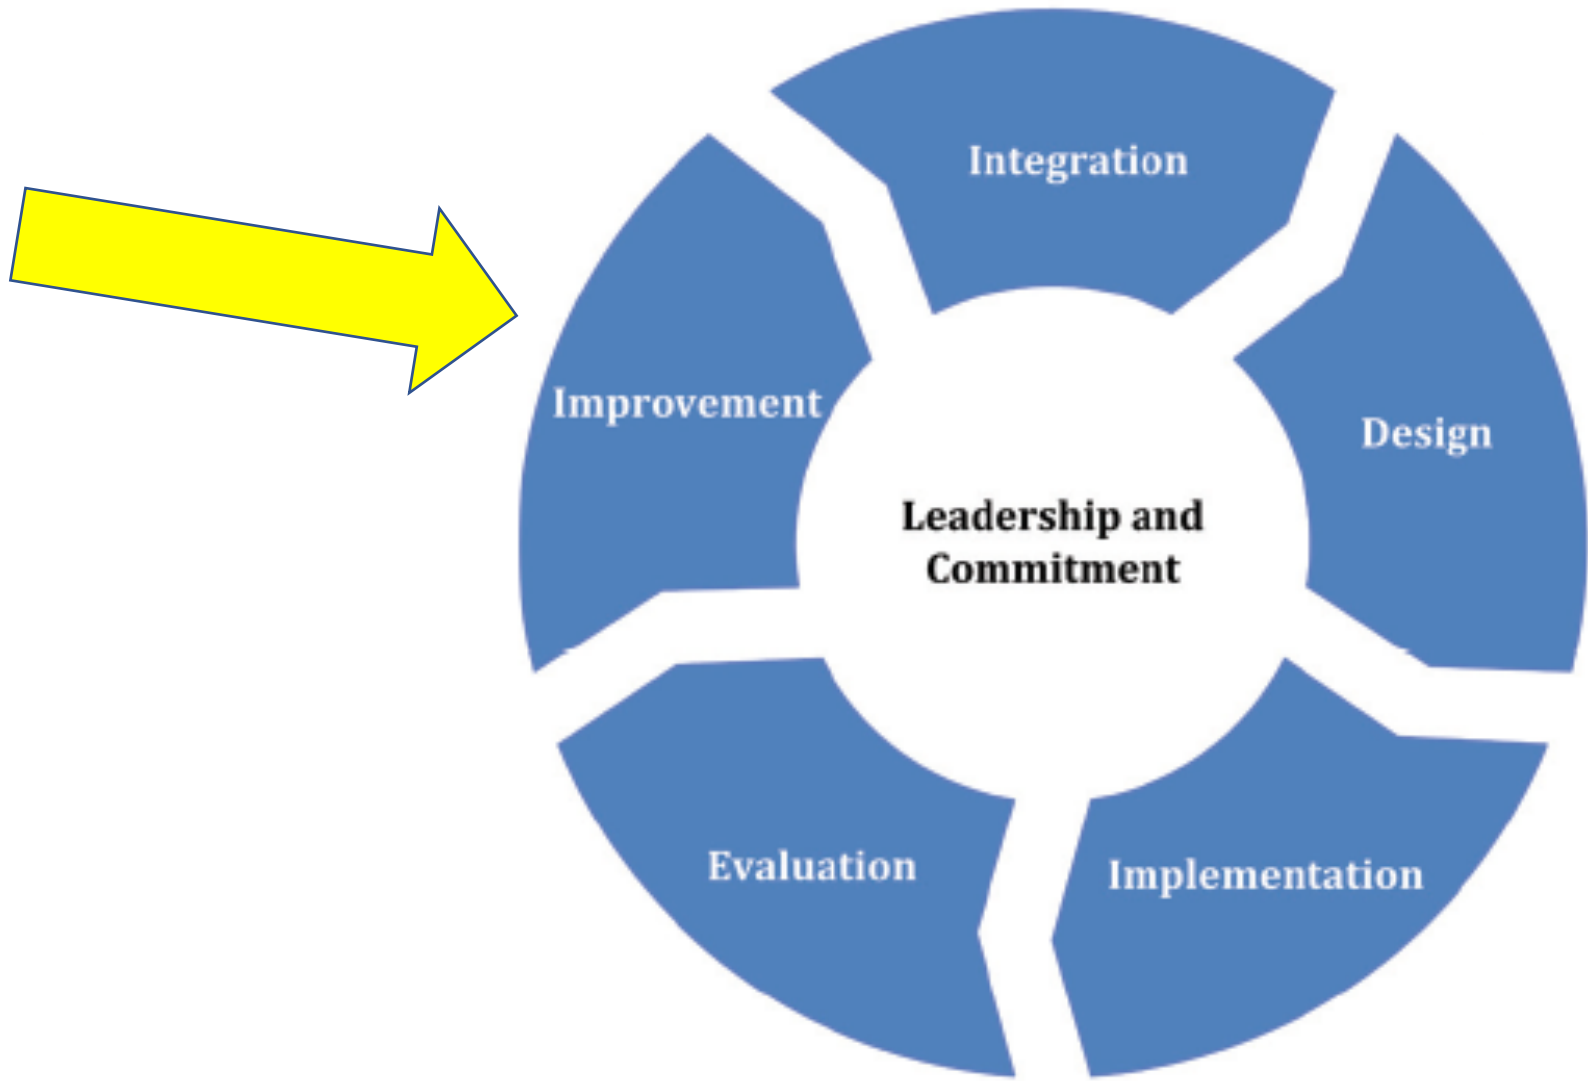 Integration
Improvement
Design
Leadership and
Commitment
Evaluation
Implementation